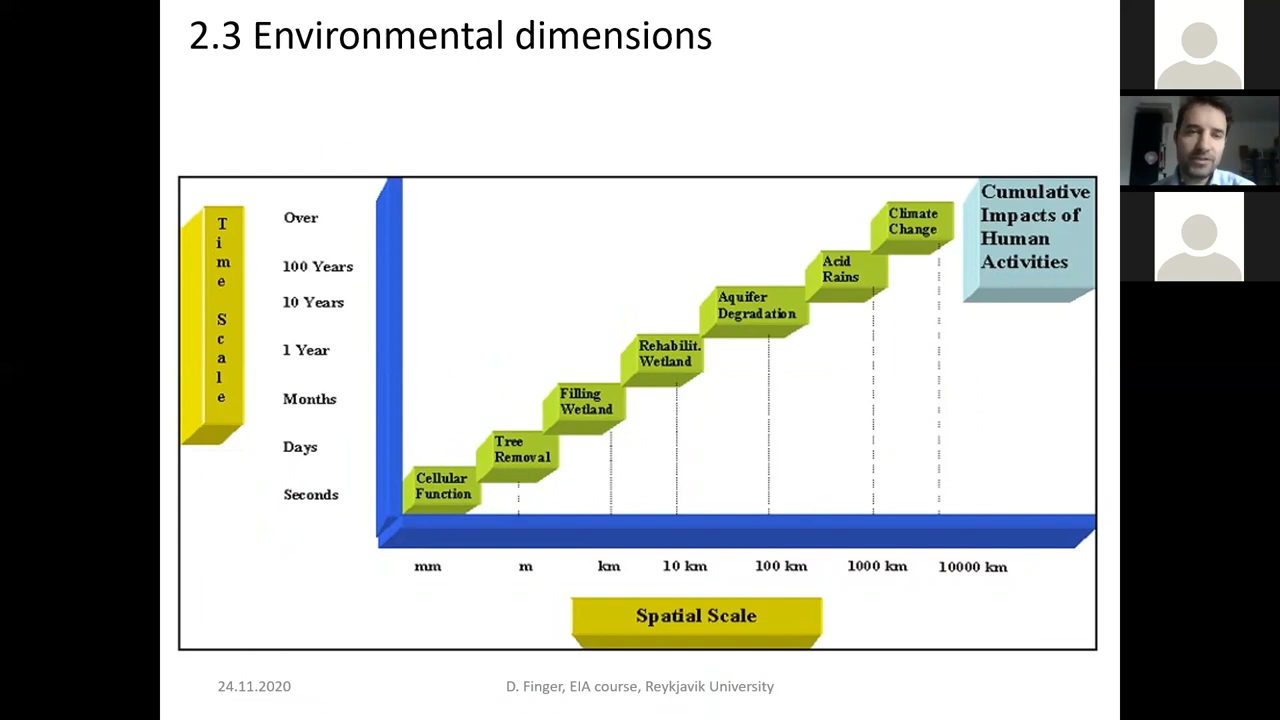 2.3 Environmental dimensions
Time Scale
Over
100 Years
10 Years
1 Year
Months
Days
Seconds
Cumulative
Impacts of
Human
Activities
Climate
Change
Acid
Rains
Aquifer
Degradation
Rehabilit.
Wetland
Filling
Wetland
Tree
Removal
Cellular
Function
mm m km 10 km 100 km 1000 km 10000 km
Spatial Scale
24.11.2020 D. Finger, EIA course, Reykjavik University